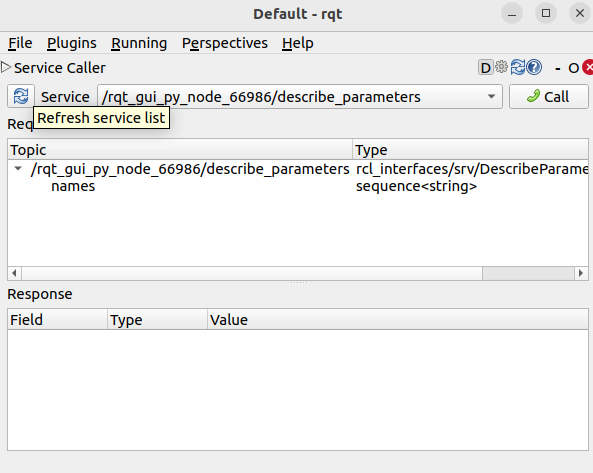 Default - rqt
File Plugins Running Perspectives Help
Service Caller D - O
Service /rqt_gui_py_node_66986/describe_parameters Call
Refresh service list
Topic Type
/rqt_gui_py_node_66986/describe_parameters rcl_interfaces/srv/DescribeParame
names sequence<string>
Response
Field Type Value